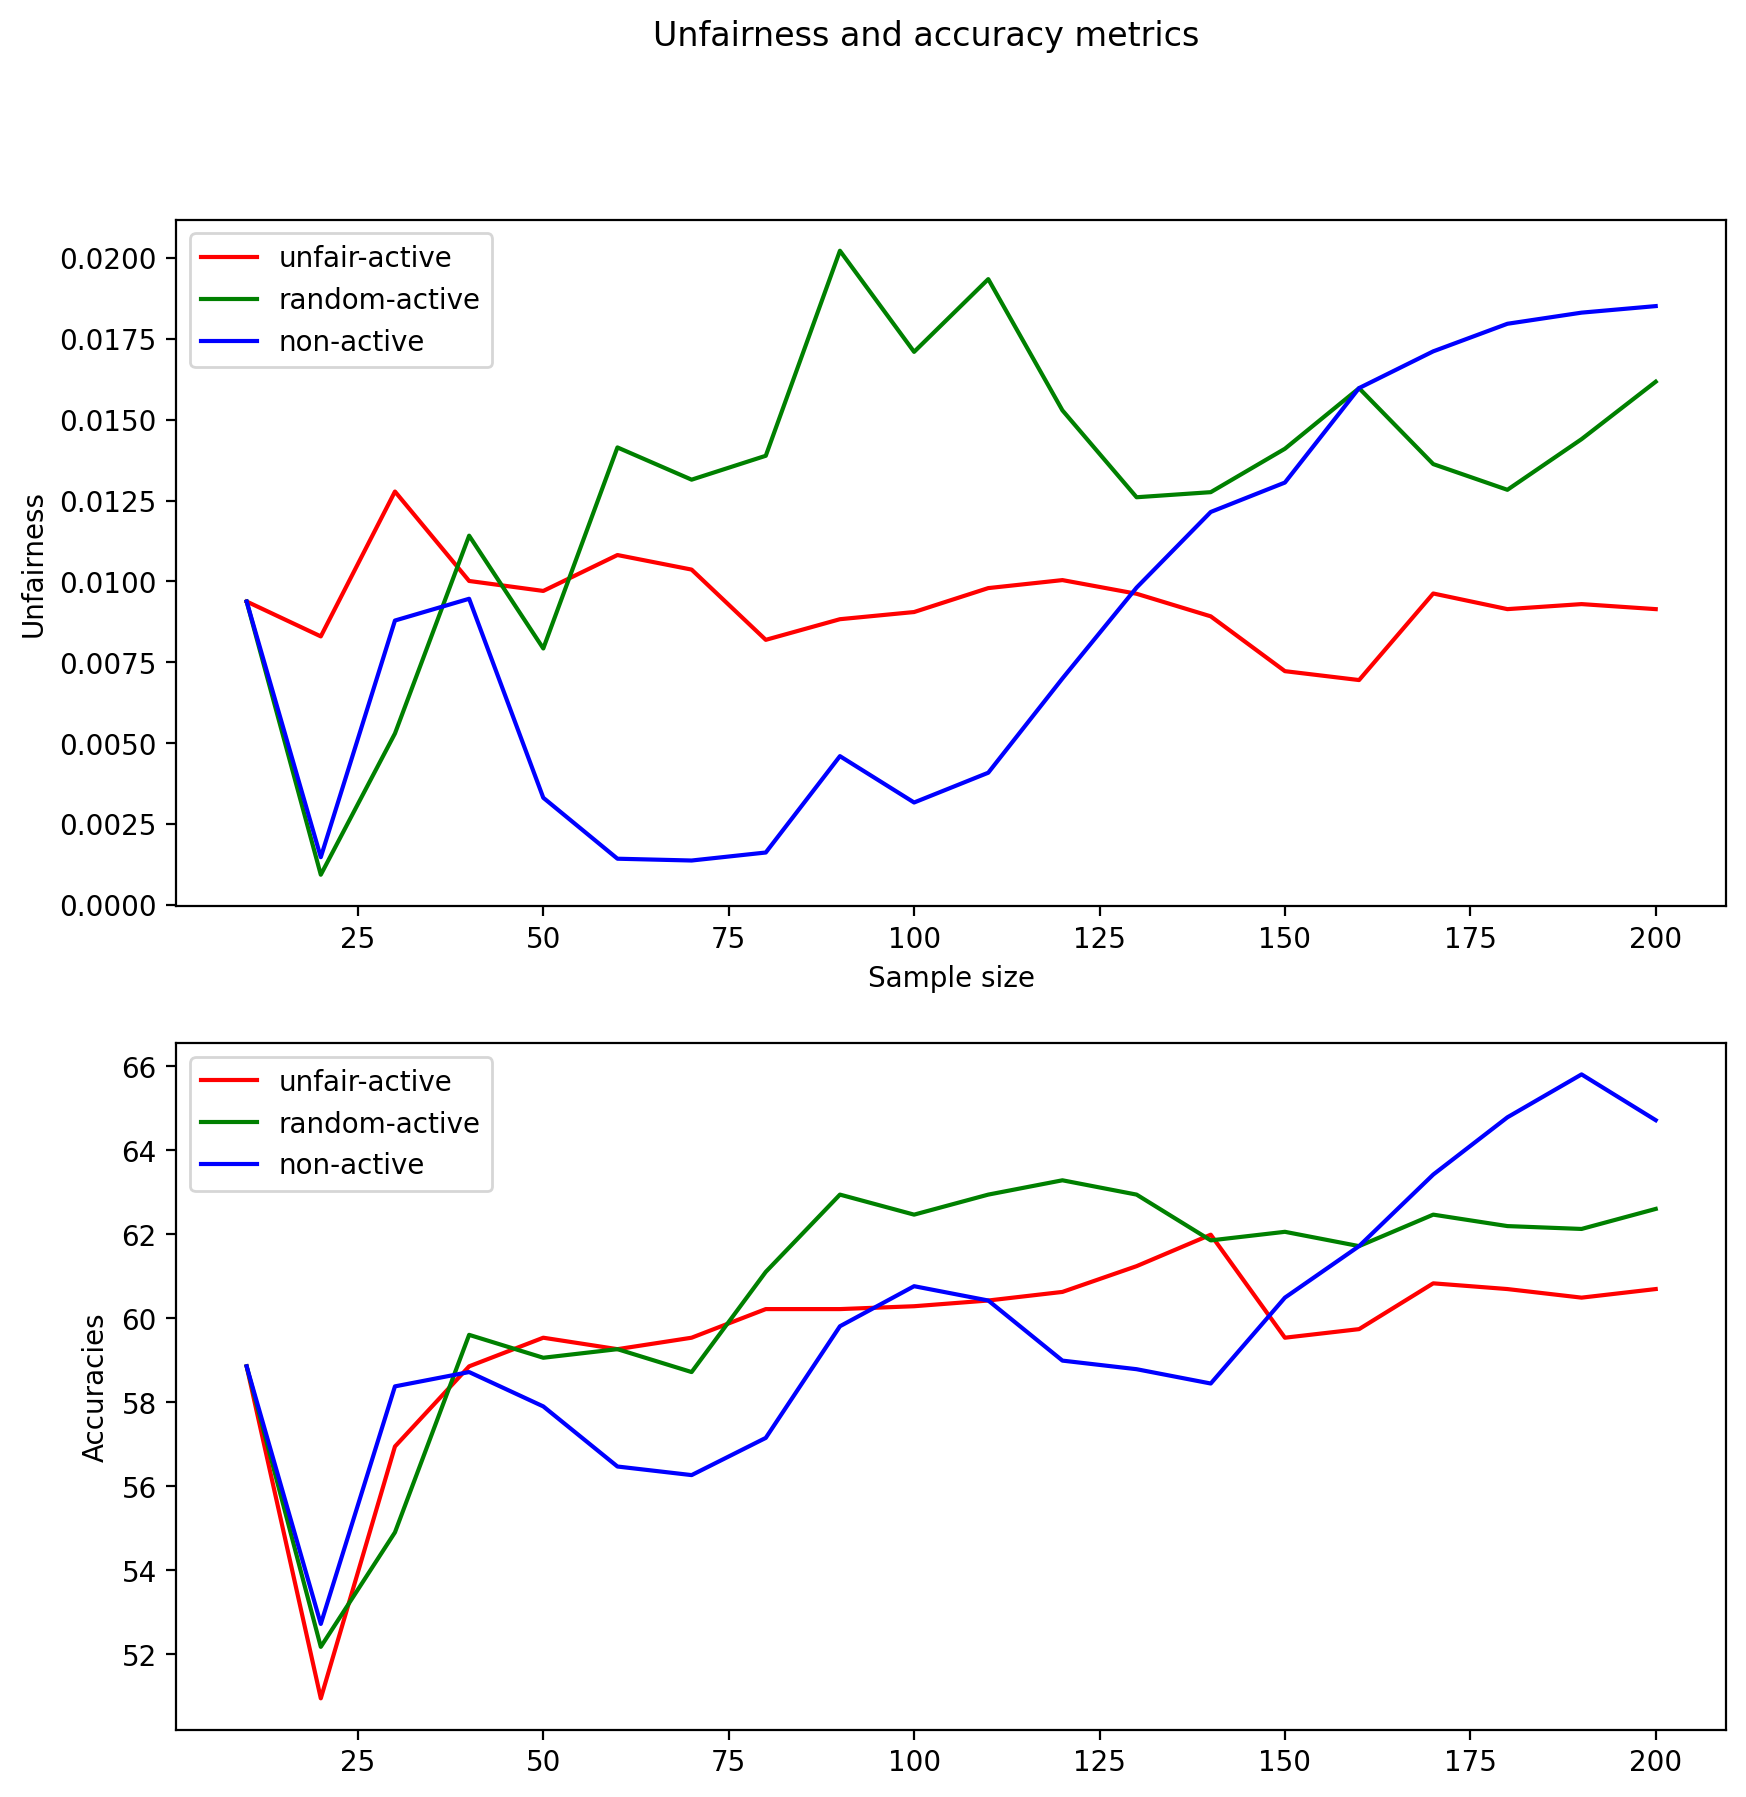 Unfairness and accuracy metrics
unfair-active
random-active
non-active
0.0200
0.0175
0.0150
0.0125
0.0100
0.0075
0.0050
0.0025
0.0000
Unfairness
25 50 75 100 125 150 175 200
Sample size
unfair-active
random-active
non-active
66
64
62
60
58
56
54
52
Accuracies
25 50 75 100 125 150 175 200